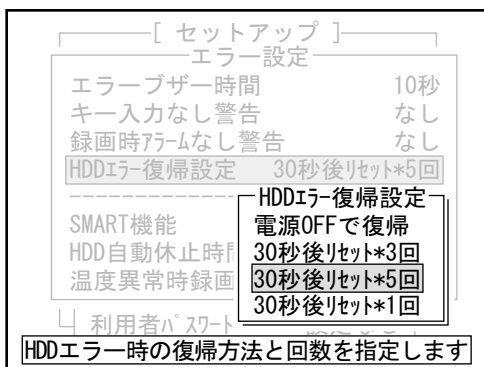 [ セットアップ ]
エラー設定
エラーブザー時間 10秒
キー入力なし警告 なし
録画時ｱﾗｰﾑなし警告 なし
HDDｴﾗｰ復帰設定 30秒後ﾘｾｯﾄ*5回
HDDｴﾗｰ復帰設定
SMART機能
電源OFFで復帰
HDD自動休止時
30秒後ﾘｾｯﾄ*3回
温度異常時録画
30秒後ﾘｾｯﾄ*5回
30秒後ﾘｾｯﾄ*1回
利用者ﾊﾟｽﾜｰﾄ
HDDエラー時の復帰方法と回数を指定します